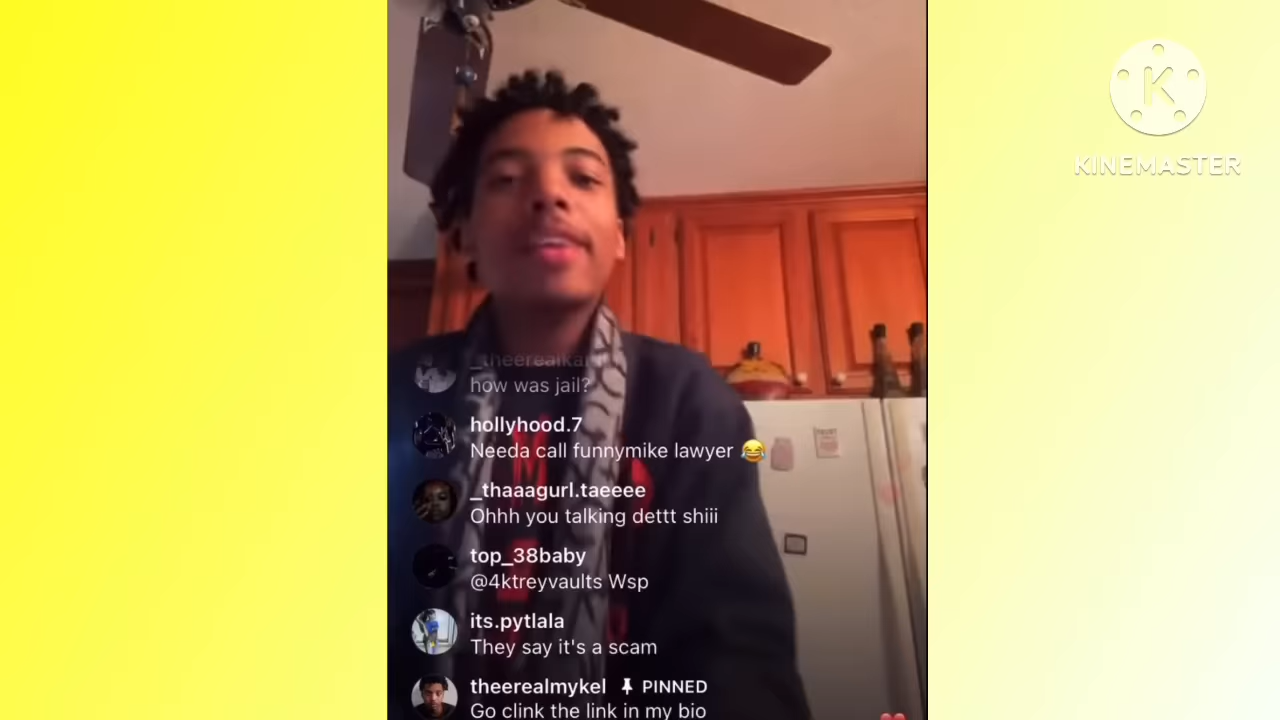 K
KINEMASTER
how was jail?
hollyhood.7
Needa call funnymike lawyer 😂
_thaaagurl.taeeee
Ohhh you talking dettt shiii
top_38baby
@4ktreyvaults Wsp
its.pytlala
They say it's a scam
theerealmykel PINNED
Go clink the link in my bio